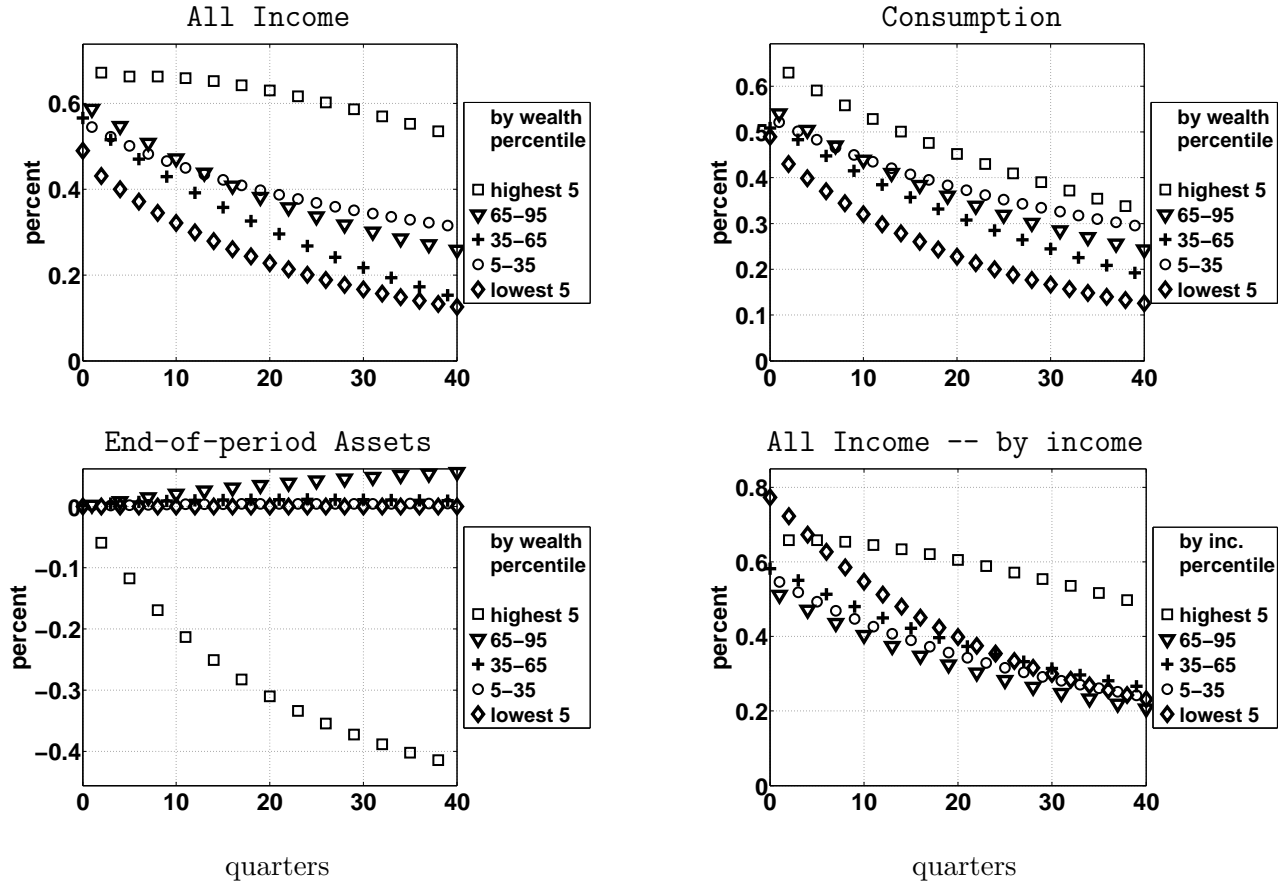 All Income
percent
0.6
0.4
0.2
0
0 10 20 30 40
by wealth
percentile
highest 5
65−95
35−65
5−35
lowest 5
Consumption
percent
0.6
0.5
0.4
0.3
0.2
0.1
0
0 10 20 30 40
by wealth
percentile
highest 5
65−95
35−65
5−35
lowest 5
End-of-period Assets
percent
0
−0.1
−0.2
−0.3
−0.4
0 10 20 30 40
by wealth
percentile
highest 5
65−95
35−65
5−35
lowest 5
quarters
All Income -- by income
percent
0.8
0.6
0.4
0.2
0
0 10 20 30 40
by inc.
percentile
highest 5
65−95
35−65
5−35
lowest 5
quarters